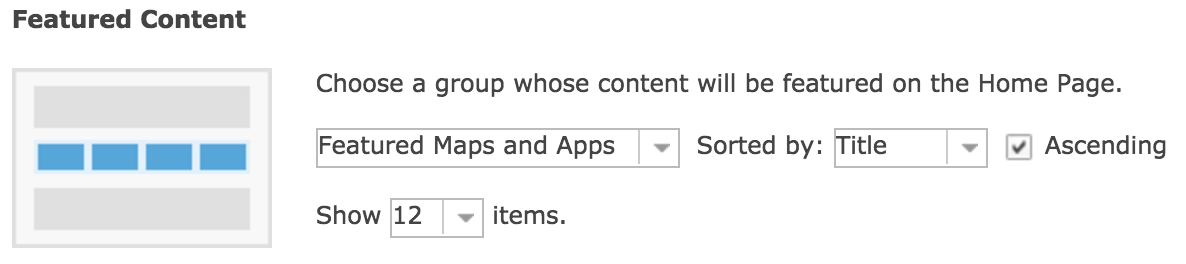 Featured Content
Choose a group whose content will be featured on the Home Page.
Featured Maps and Apps Sorted by: Title Ascending
Show 12 items.